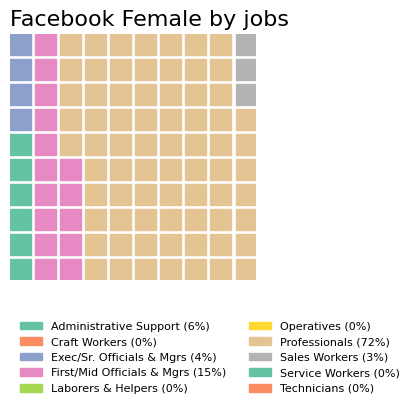 Facebook Female by jobs
Administrative Support (6%)
Craft Workers (0%)
Exec/Sr. Officials & Mgrs (4%)
First/Mid Officials & Mgrs (15%)
Laborers & Helpers (0%)
Operatives (0%)
Professionals (72%)
Sales Workers (3%)
Service Workers (0%)
Technicians (0%)